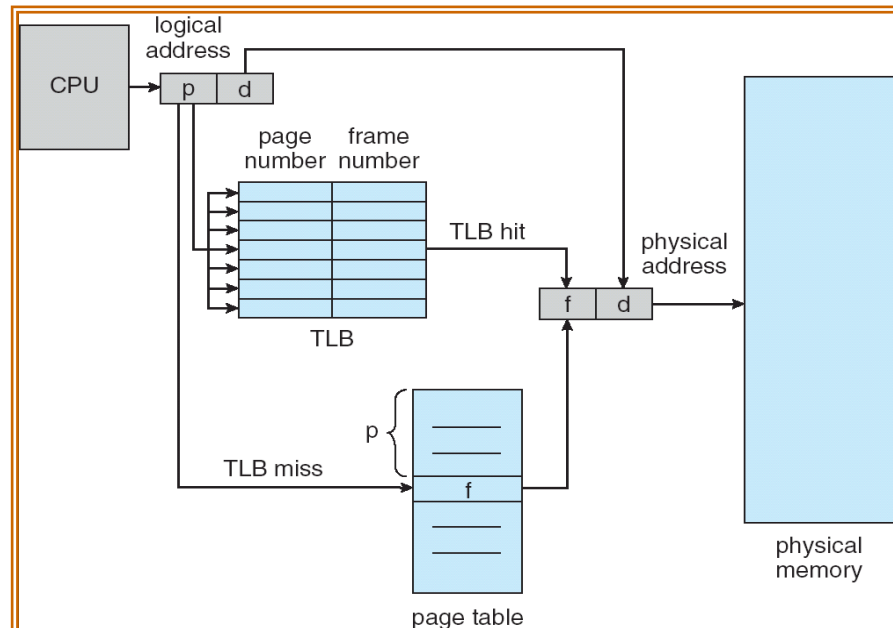 logical
address
CPU
p
d
page
number
frame
number
TLB hit
physical
address
f
d
TLB
p
TLB miss
f
physical
memory
page table